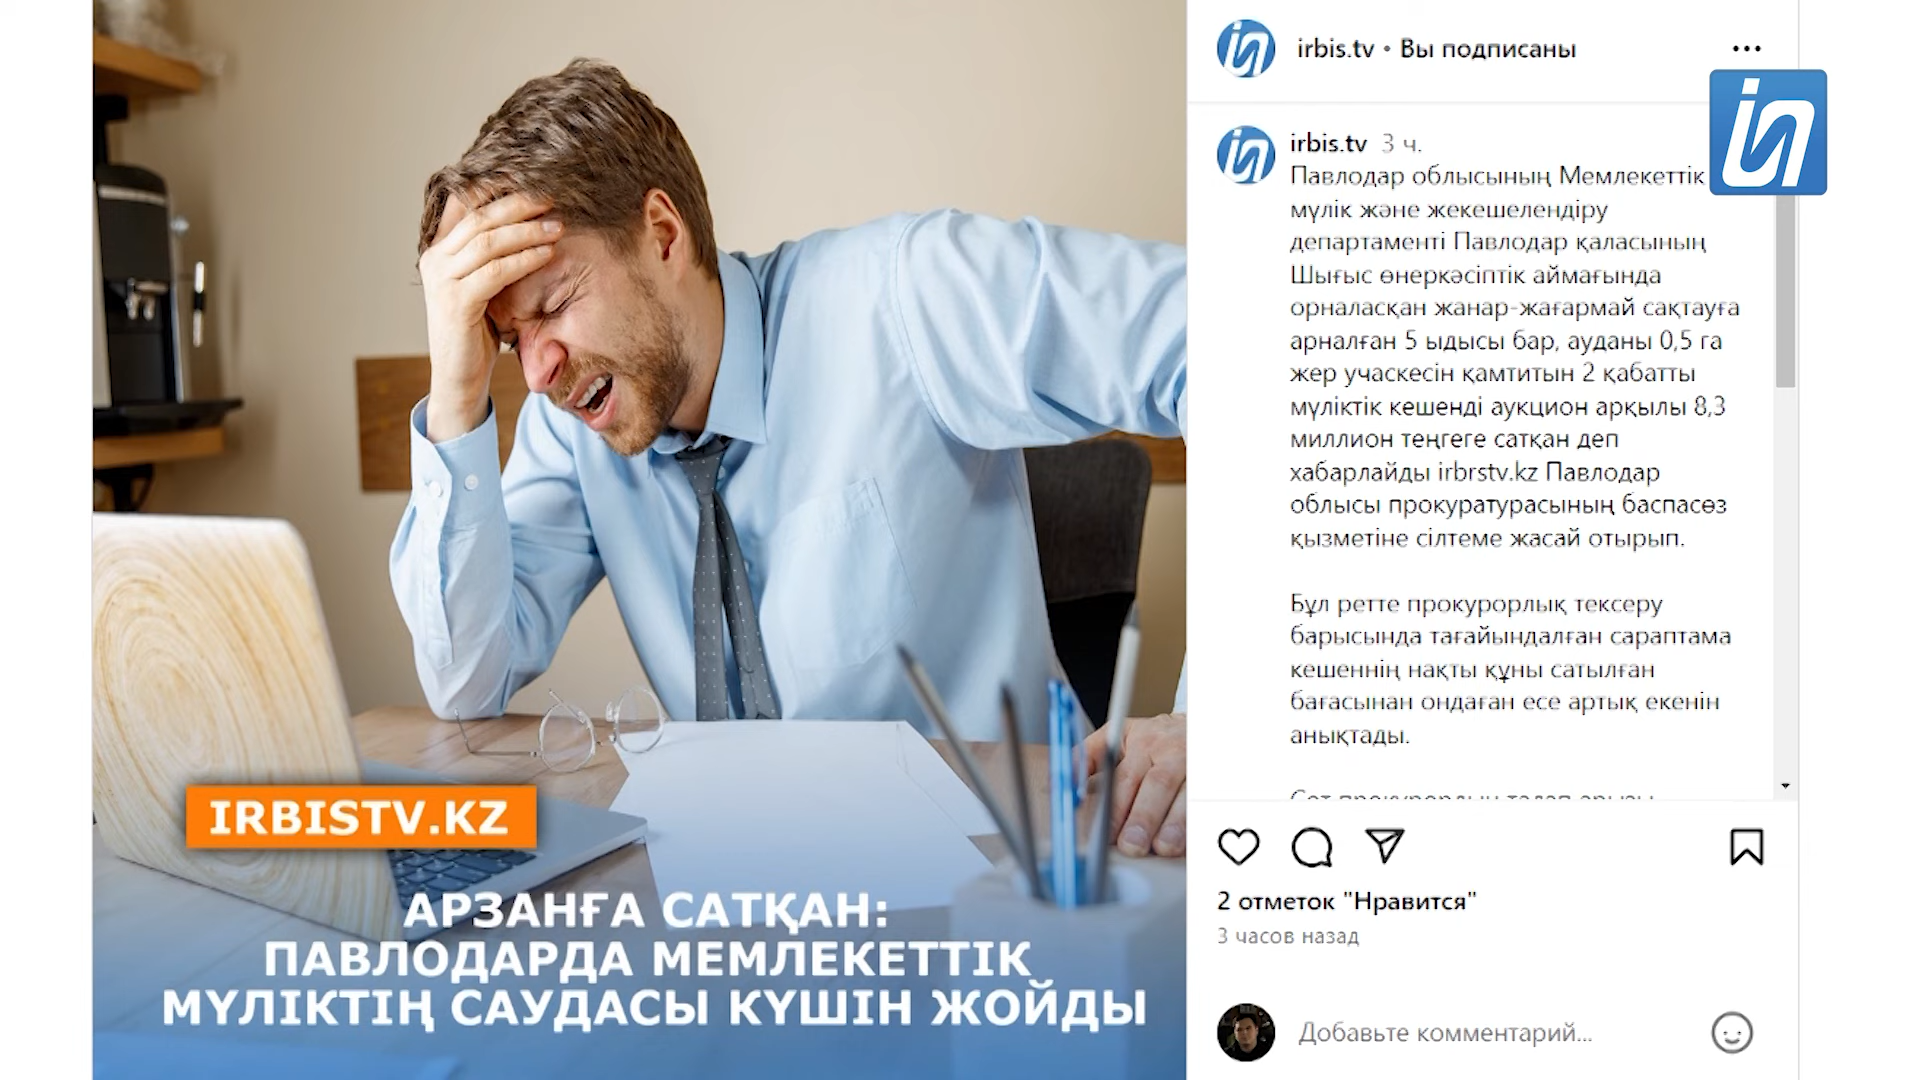 irbis.tv • Вы подписаны
irbis.tv 3 ч.
Павлодар облысының Мемлекеттік
мүлік және жекешелендіру
департаменті Павлодар қаласының
Шығыс өнеркәсіптік аймағында
орналасқан жанар-жағармай сақтауға
арналған 5 ыдысы бар, ауданы 0,5 га
жер учаскесін қамтитын 2 қабатты
мүліктік кешенді аукцион арқылы 8,3
миллион теңгеге сатқан деп
хабарлайды irbrstv.kz Павлодар
облысы прокуратурасының баспасөз
қызметіне сілтеме жасай отырып.
Бұл ретте прокурорлық тексеру
барысында тағайындалған сараптама
кешеннің нақты құны сатылған
бағасынан ондаған есе артық екенін
анықтады.
2 отметок "Нравится"
3 часов назад
Добавьте комментарий...
IRBISTV.KZ
АРЗАНҒА САТҚАН:
ПАВЛОДАРДА МЕМЛЕКЕТТІК
МҮЛІКТІҢ САУДАСЫ КҮШІН ЖОЙДЫ